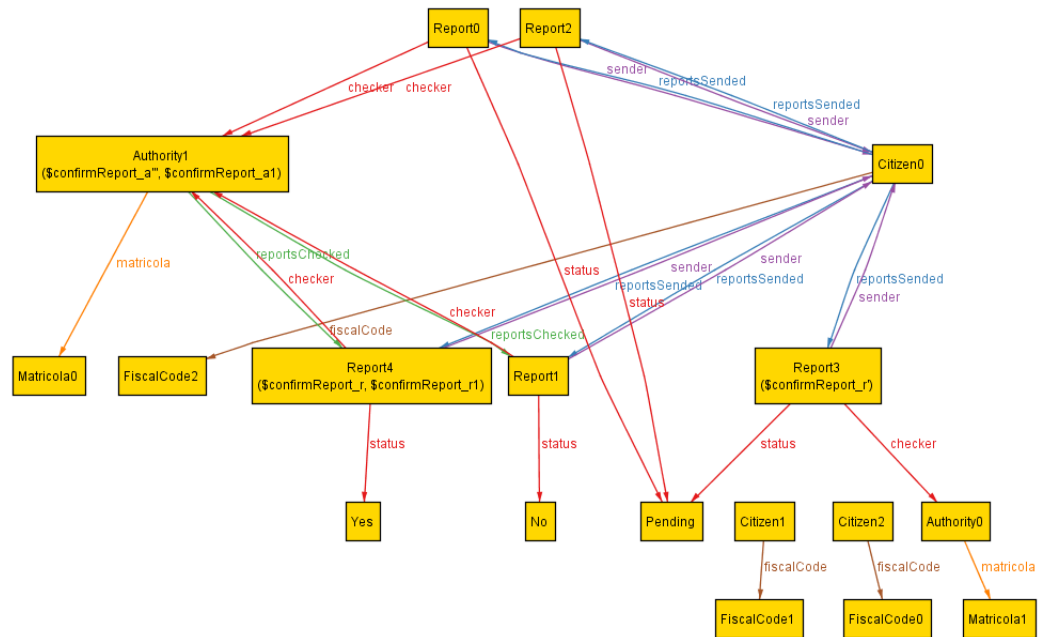 Report0
Report2
sender
reportsSended
checker
checker
reportsSended
sender
Authority1
($confirmReport_a'", $confirmReport_a1)
Citizen0
matricola
reportsChecked
checker
status
sender
sender
reportsSended
reportsSended
reportsSended
sender
status
checker
fiscalCode
reportsChecked
Matricola0
FiscalCode2
Report4
($confirmReport_r, $confirmReport_r1)
Report1
Report3
($confirmReport_r')
status
status
status
checker
Yes
No
Pending
Citizen1
Citizen2
Authority0
fiscalCode
fiscalCode
matricola
FiscalCode1
FiscalCode0
Matricola1